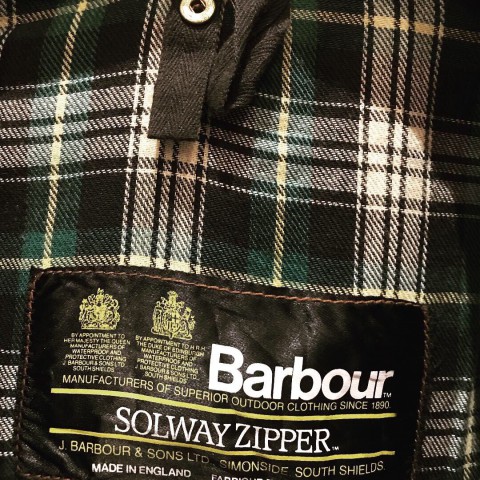 BY APPOINTMENT TO
HER MAJESTY THE QUEEN
MANUFACTURERS OF
WATERPROOF AND
PROTECTIVE CLOTHING
J BARBOUR & SONS LTD
SOUTH SHIELDS
BY APPOINTMENT TO H.R.H.
THE DUKE OF EDINBURGH
MANUFACTURERS OF
WATERPROOF AND
PROTECTIVE CLOTHING
J. BARBOUR & SONS LTD
SOUTH SHIELDS
Barbour™
MANUFACTURERS OF SUPERIOR OUTDOOR CLOTHING SINCE 1890.
SOLWAY ZIPPER™
J. BARBOUR & SONS LTD., SIMONSIDE, SOUTH SHIELDS.
MADE IN ENGLAND